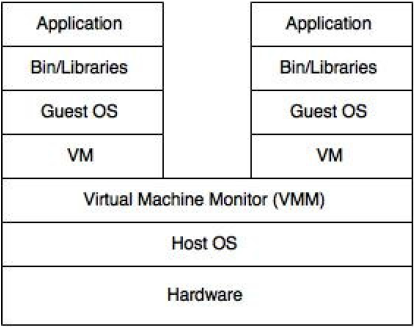 Application
Application
Bin/Libraries
Bin/Libraries
Guest OS
Guest OS
VM
VM
Virtual Machine Monitor (VMM)
Host OS
Hardware